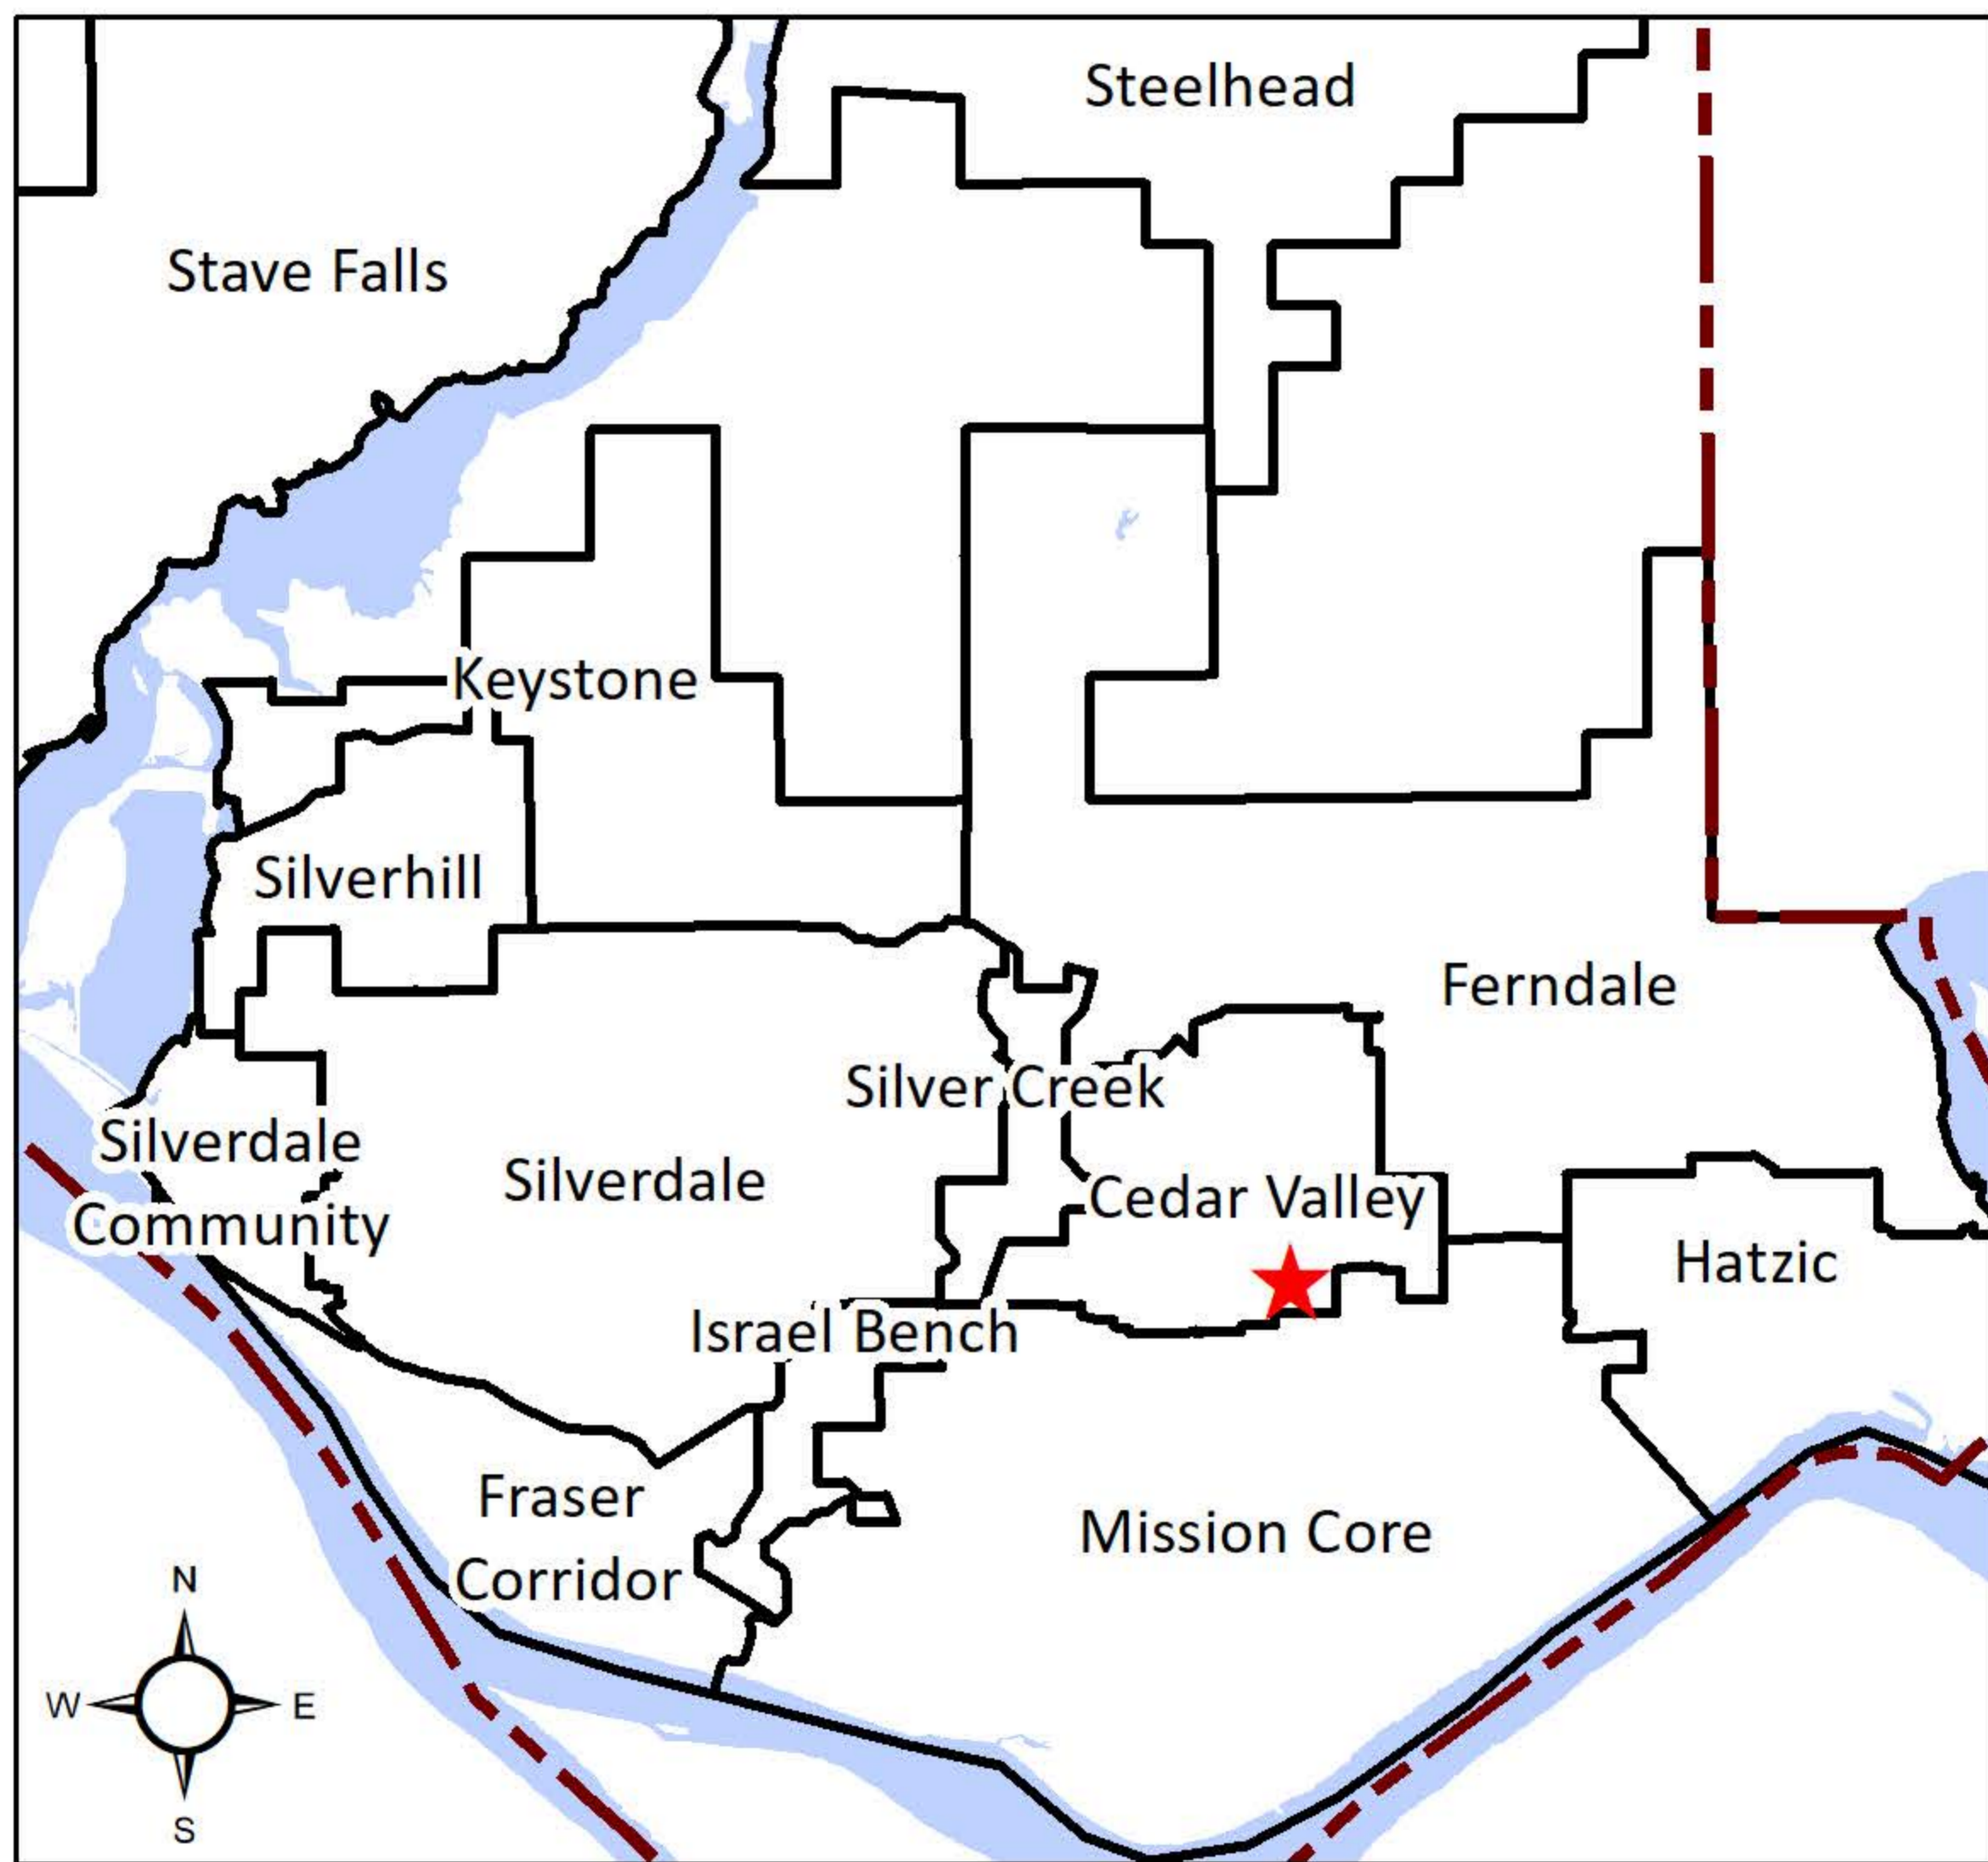 Steelhead
Stave Falls
Keystone
Silverhill
Ferndale
Silver Creek
Silverdale
Community
Silverdale
Cedar Valley
Hatzic
Israel Bench
Fraser
Corridor
Mission Core
N
W
E
S